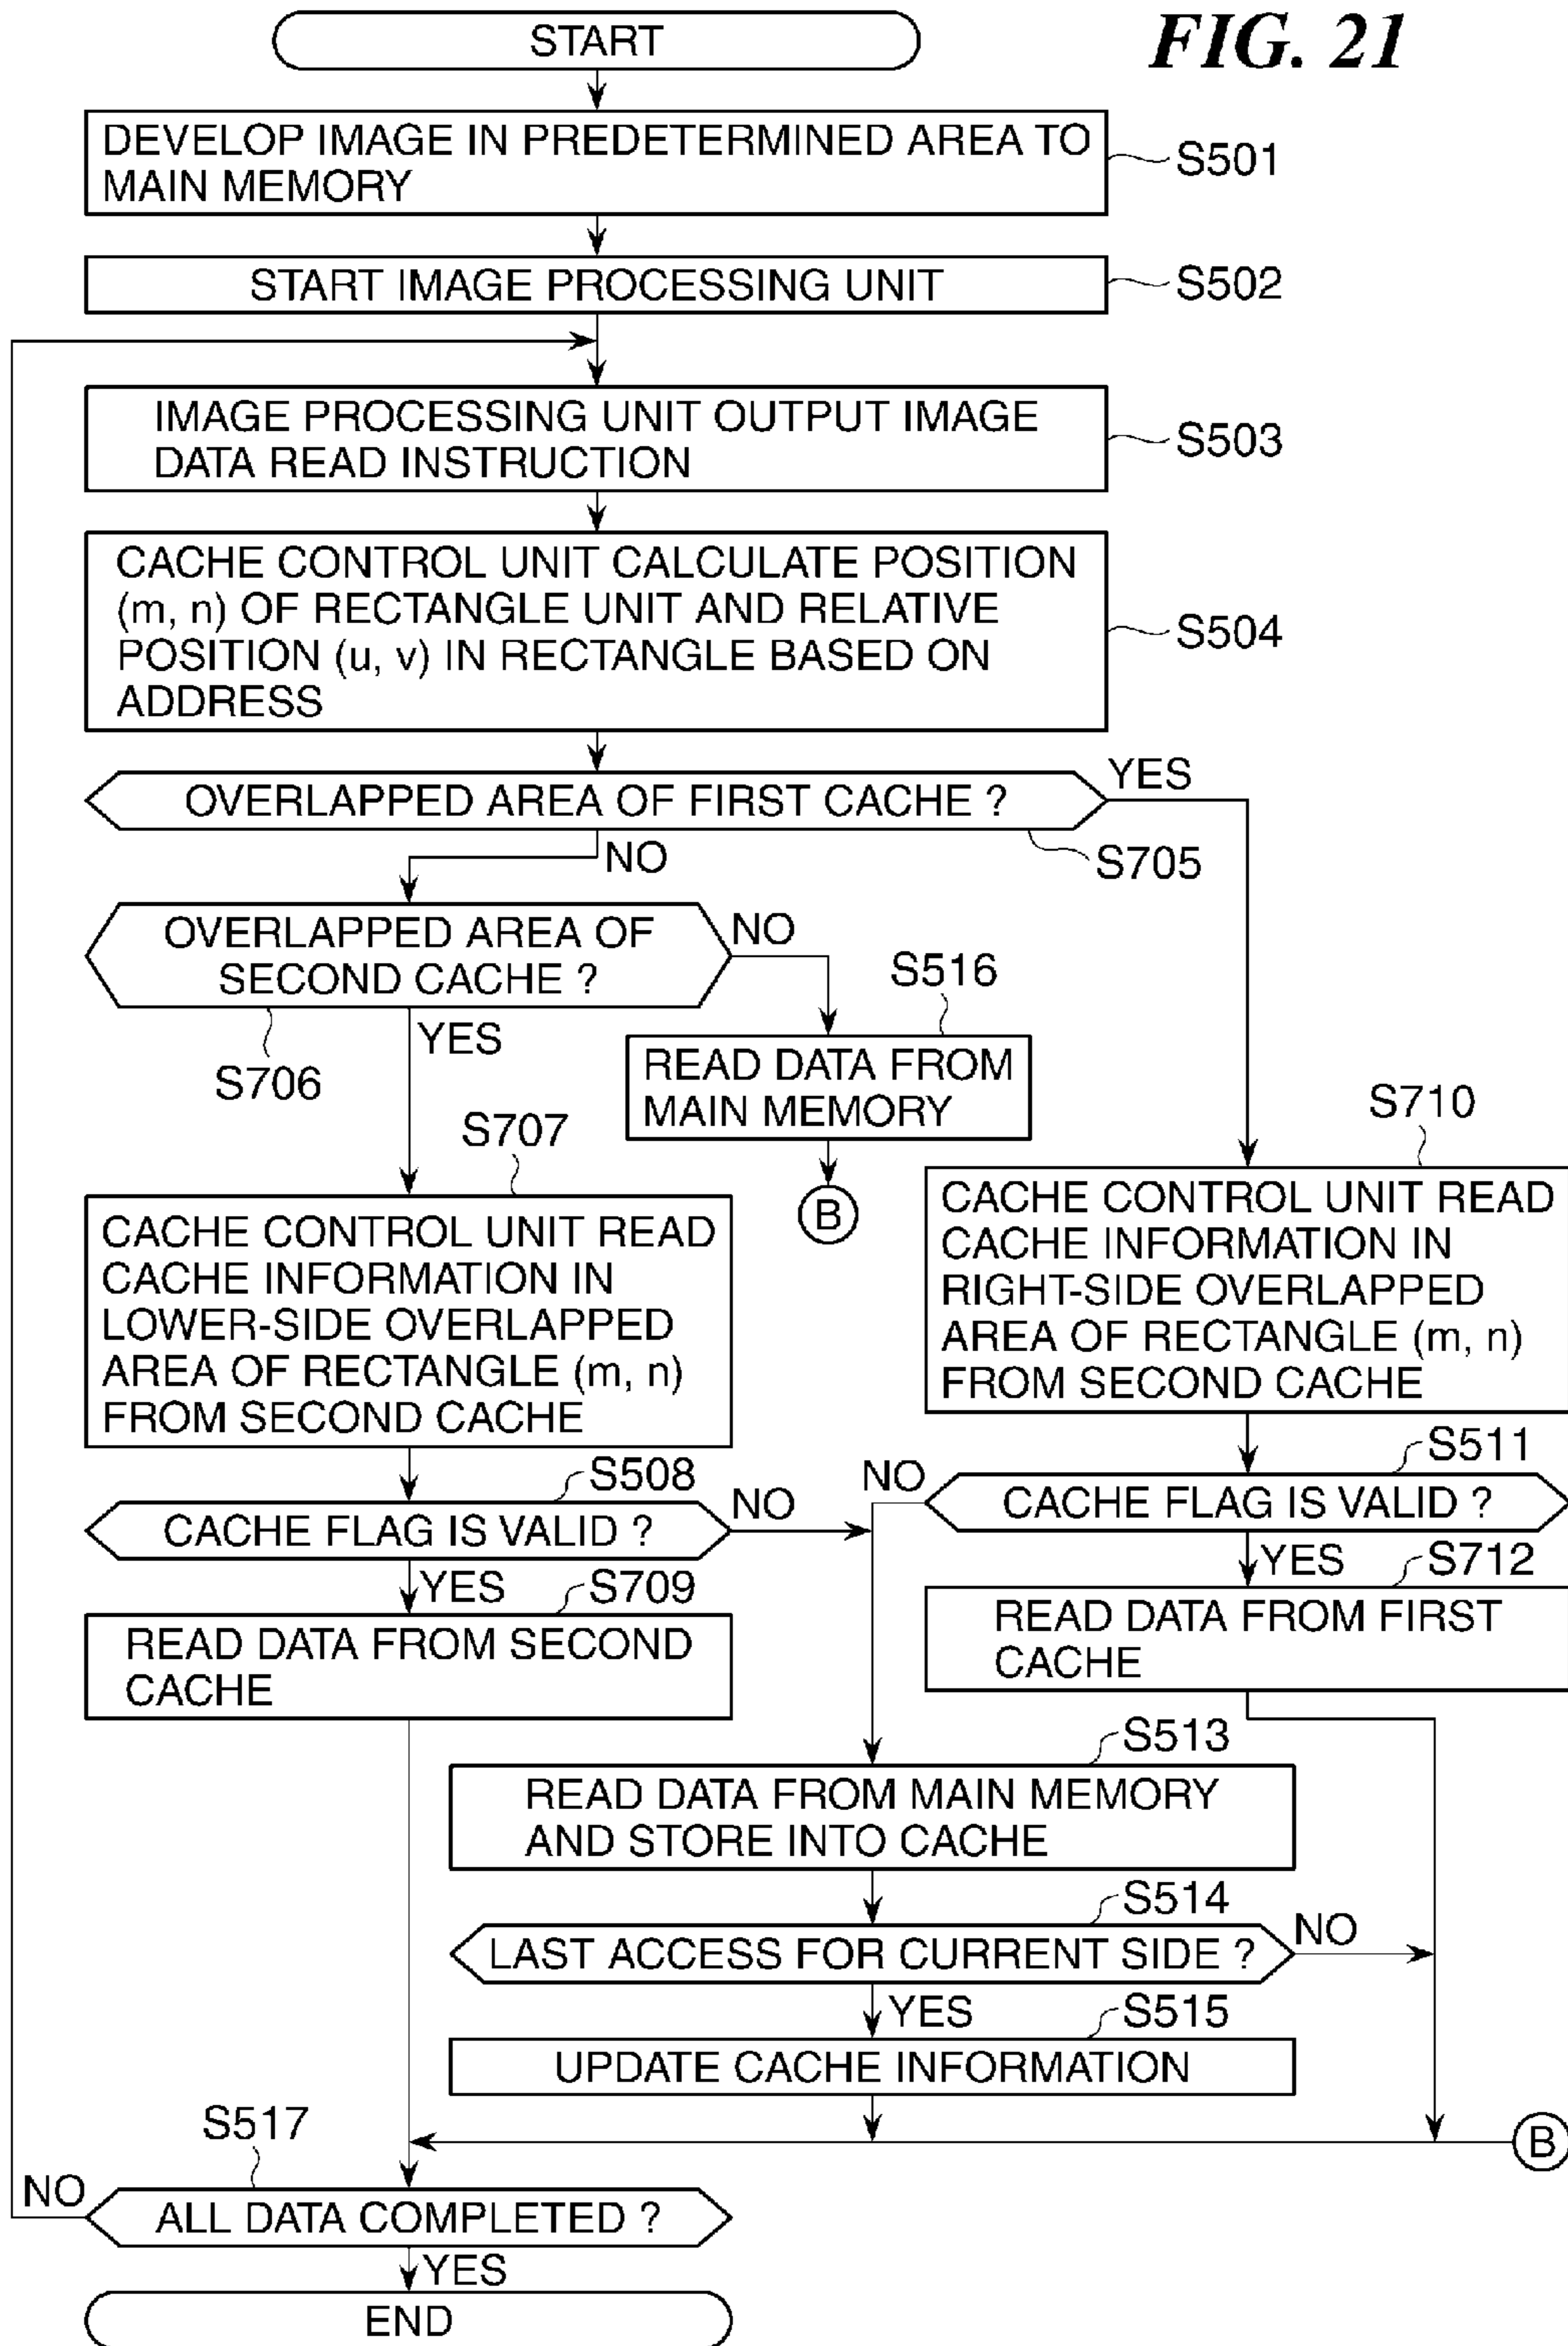 FIG. 21
START
DEVELOP IMAGE IN PREDETERMINED AREA TO
MAIN MEMORY
S501
START IMAGE PROCESSING UNIT
S502
IMAGE PROCESSING UNIT OUTPUT IMAGE
DATA READ INSTRUCTION
S503
CACHE CONTROL UNIT CALCULATE POSITION
(m, n) OF RECTANGLE UNIT AND RELATIVE
POSITION (u, v) IN RECTANGLE BASED ON
ADDRESS
S504
OVERLAPPED AREA OF FIRST CACHE ?
YES
NO
S705
OVERLAPPED AREA OF
SECOND CACHE ?
NO
YES
S706
S516
READ DATA FROM
MAIN MEMORY
B
S707
CACHE CONTROL UNIT READ
CACHE INFORMATION IN
LOWER-SIDE OVERLAPPED
AREA OF RECTANGLE (m, n)
FROM SECOND CACHE
S710
CACHE CONTROL UNIT READ
CACHE INFORMATION IN
RIGHT-SIDE OVERLAPPED
AREA OF RECTANGLE (m, n)
FROM SECOND CACHE
S508
CACHE FLAG IS VALID ?
NO
YES
S511
NO
CACHE FLAG IS VALID ?
YES
S709
READ DATA FROM SECOND
CACHE
S712
READ DATA FROM FIRST
CACHE
S513
READ DATA FROM MAIN MEMORY
AND STORE INTO CACHE
S514
LAST ACCESS FOR CURRENT SIDE ?
NO
YES
S515
UPDATE CACHE INFORMATION
B
S517
NO
ALL DATA COMPLETED ?
YES
END